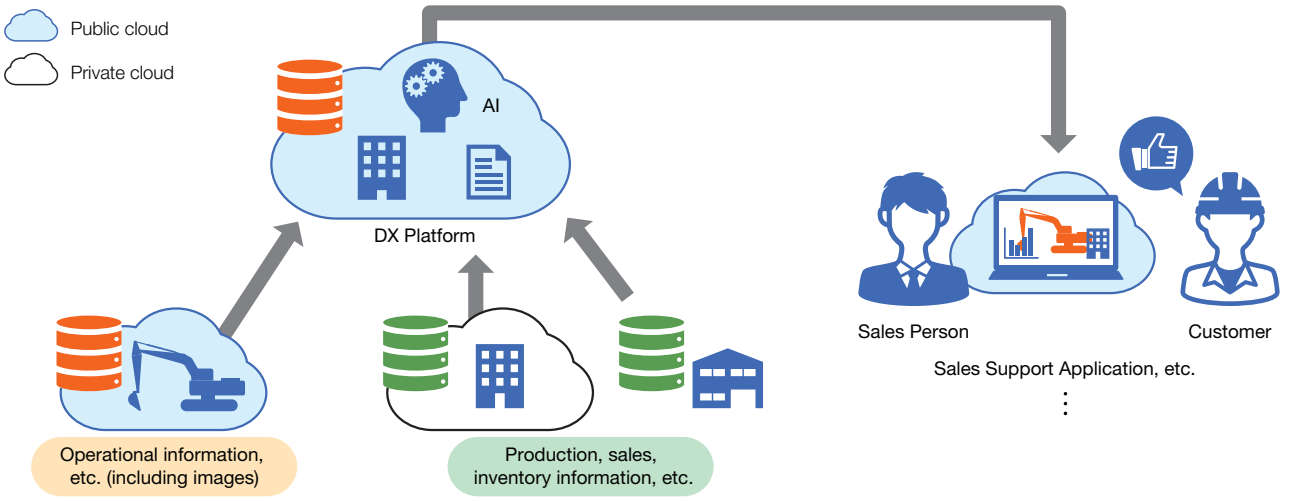 Public cloud
Private cloud
AI
DX Platform
Sales Person
Customer
Sales Support Application, etc.
Operational information,
etc. (including images)
Production, sales,
inventory information, etc.